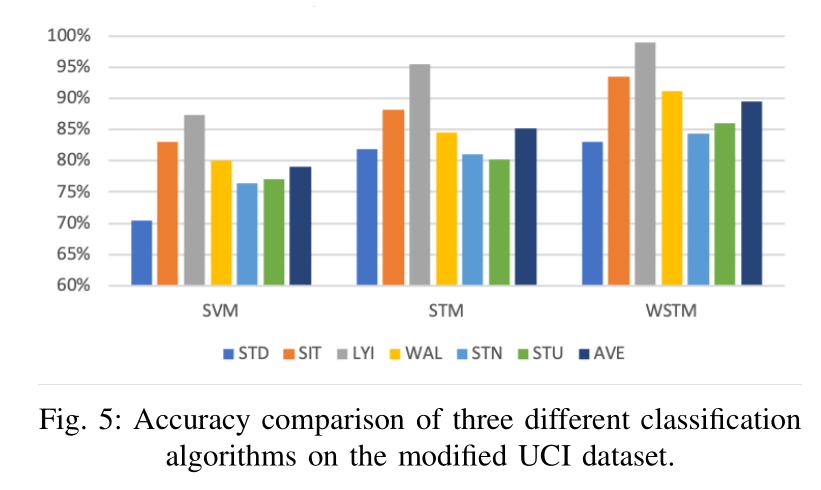 100%
95%
90%
85%
80%
75%
70%
65%
60%
SVM STM WSTM
STD SIT LYI WAL STN STU AVE
Fig. 5: Accuracy comparison of three different classification
algorithms on the modified UCI dataset.